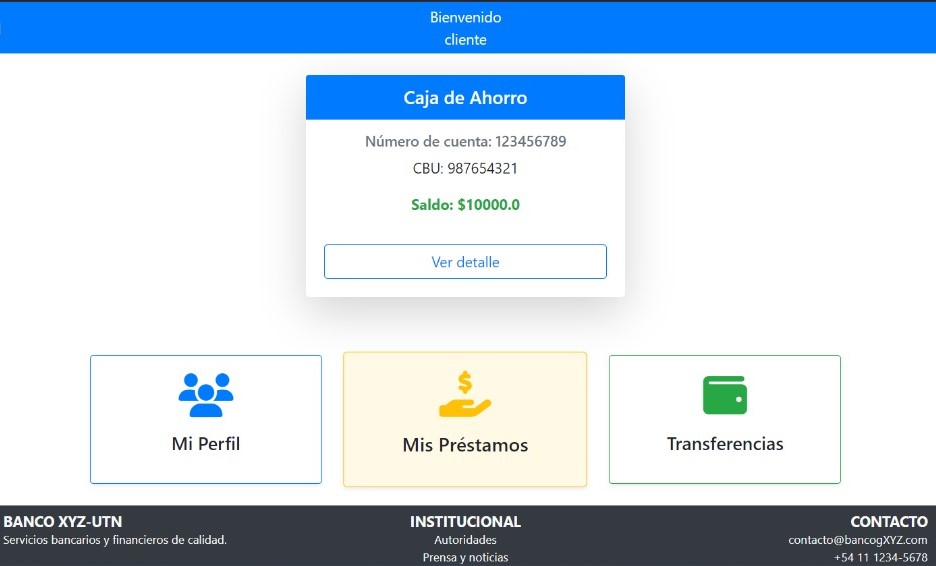 Bienvenido
cliente
Caja de Ahorro
Número de cuenta: 123456789
CBU: 987654321
Saldo: $10000.0
Ver detalle
Mi Perfil
Mis Préstamos
Transferencias
BANCO XYZ-UTN
Servicios bancarios y financieros de calidad.
INSTITUCIONAL
Autoridades
Prensa y noticias
CONTACTO
contacto@bancogXYZ.com
+54 11 1234-5678